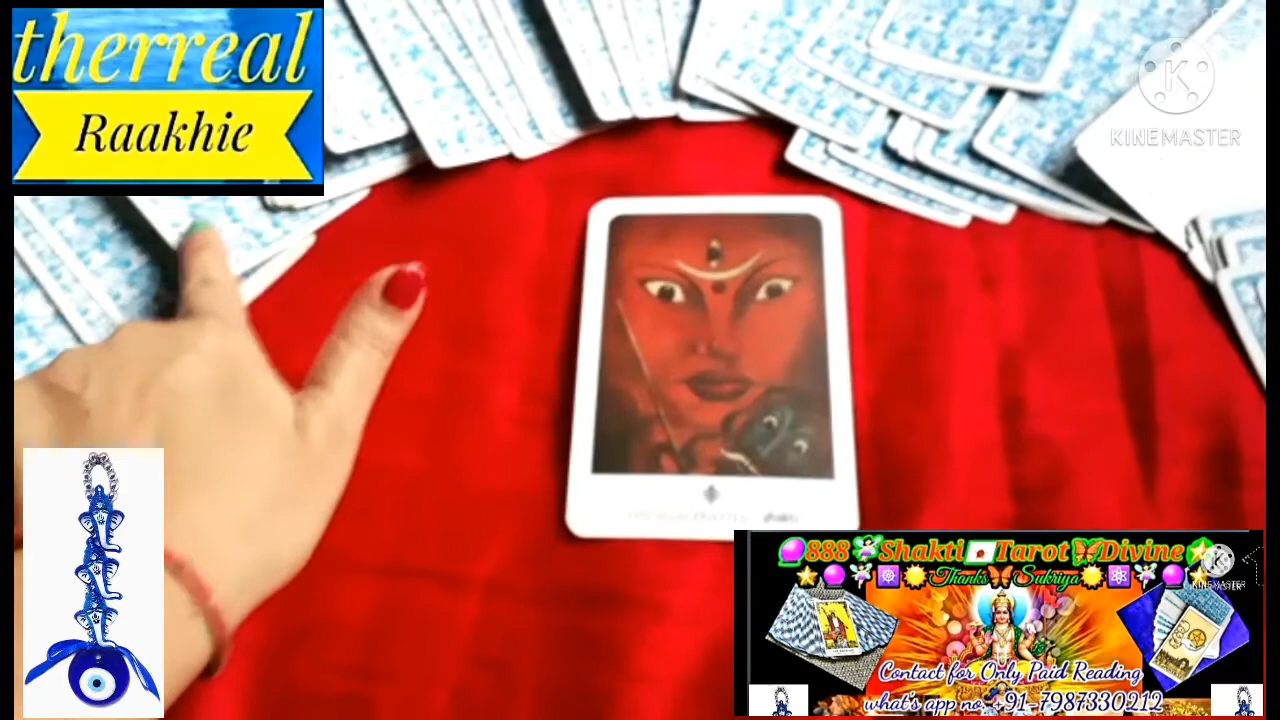 therreal
Raakhie
K
KINEMASTER
888 Shakti Tarot Divine
Thanks Sukriya
KINEMASTER
Contact for Only Paid Reading
what's app no. +91-7987330212